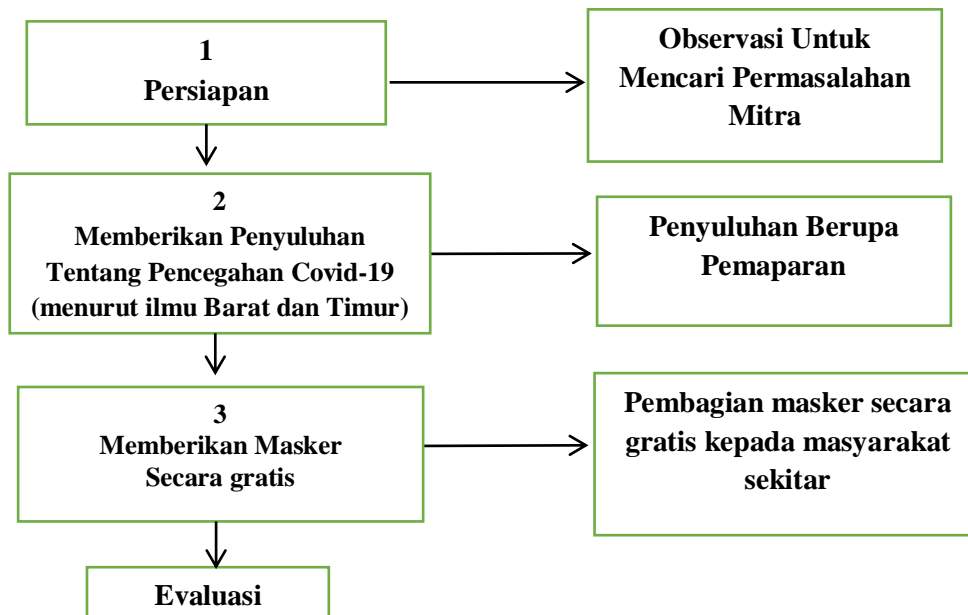 1
Persiapan
Observasi Untuk
Mencari Permasalahan
Mitra
2
Memberikan Penyuluhan
Tentang Pencegahan Covid-19
(menurut ilmu Barat dan Timur)
Penyuluhan Berupa
Pemaparan
3
Memberikan Masker
Secara gratis
Pembagian masker secara
gratis kepada masyarakat
sekitar
Evaluasi